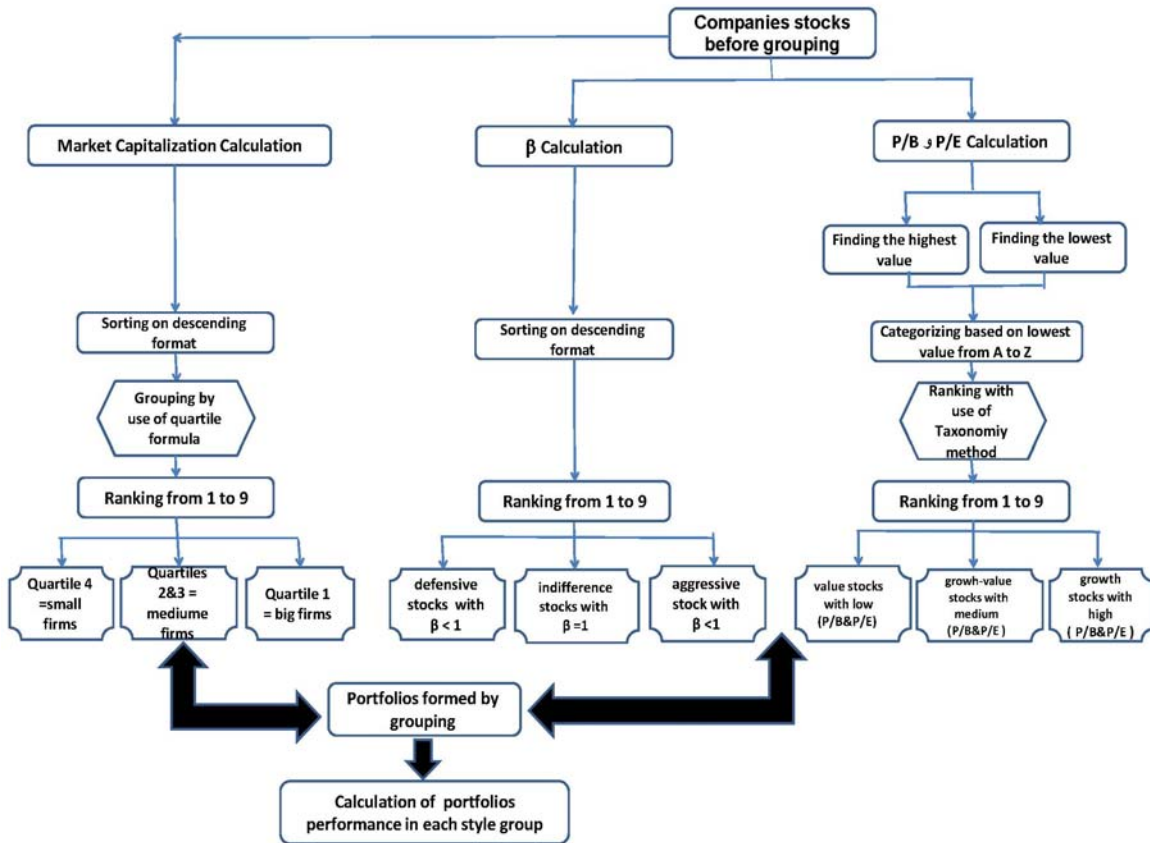 Companies stocks
before grouping
Market Capitalization Calculation
β Calculation
P/B و P/E Calculation
Finding the highest
value
Finding the lowest
value
Sorting on descending
format
Sorting on descending
format
Categorizing based on lowest
value from A to Z
Grouping by
use of quartile
formula
Ranking with
use of
Taxonomiy
method
Ranking from 1 to 9
Ranking from 1 to 9
Ranking from 1 to 9
Quartile 4
=small
firms
Quartiles
2&3 =
mediume
firms
Quartile 1
= big firms
defensive
stocks with
β < 1
indifference
stocks with
β =1
aggressive
stock with
β <1
value stocks
with low
(P/B&P/E)
growh-value
stocks with
medium
(P/B&P/E)
growth
stocks with
high
( P/B&P/E )
Portfolios formed by
grouping
Calculation of portfolios
performance in each style group